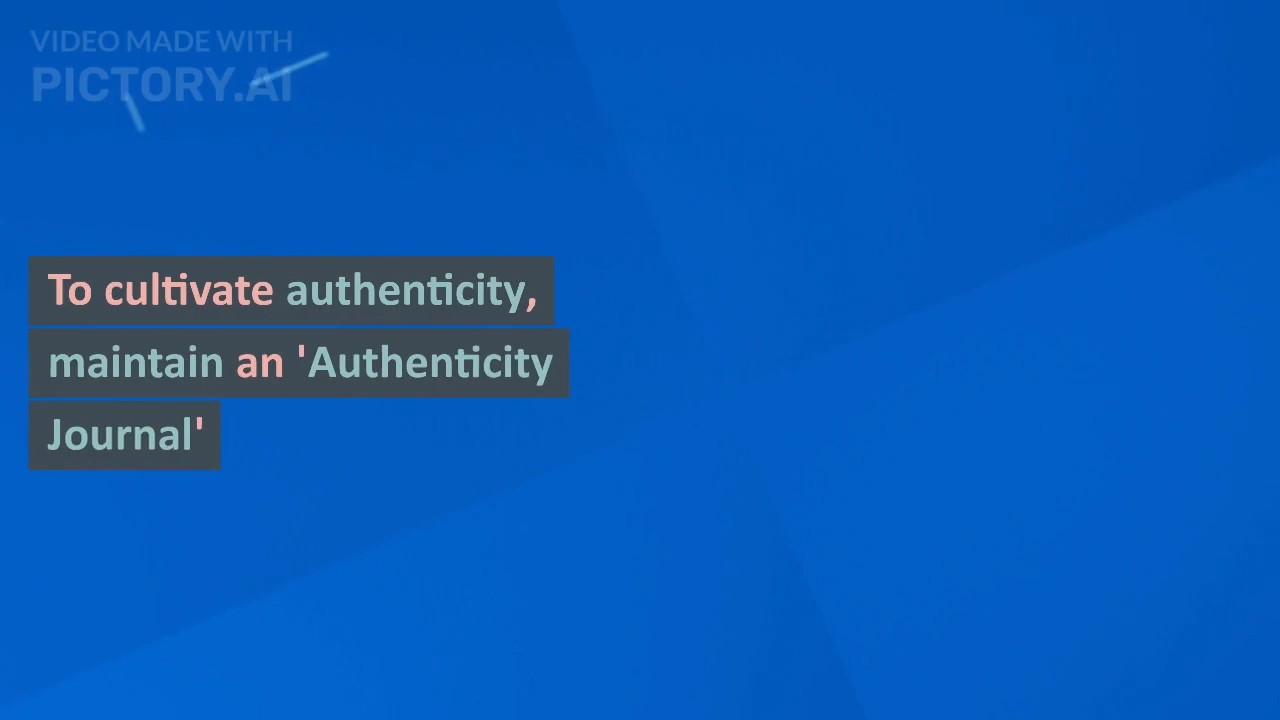 VIDEO MADE WITH
PICTORY.AI
To cultivate authenticity,
maintain an 'Authenticity
Journal'